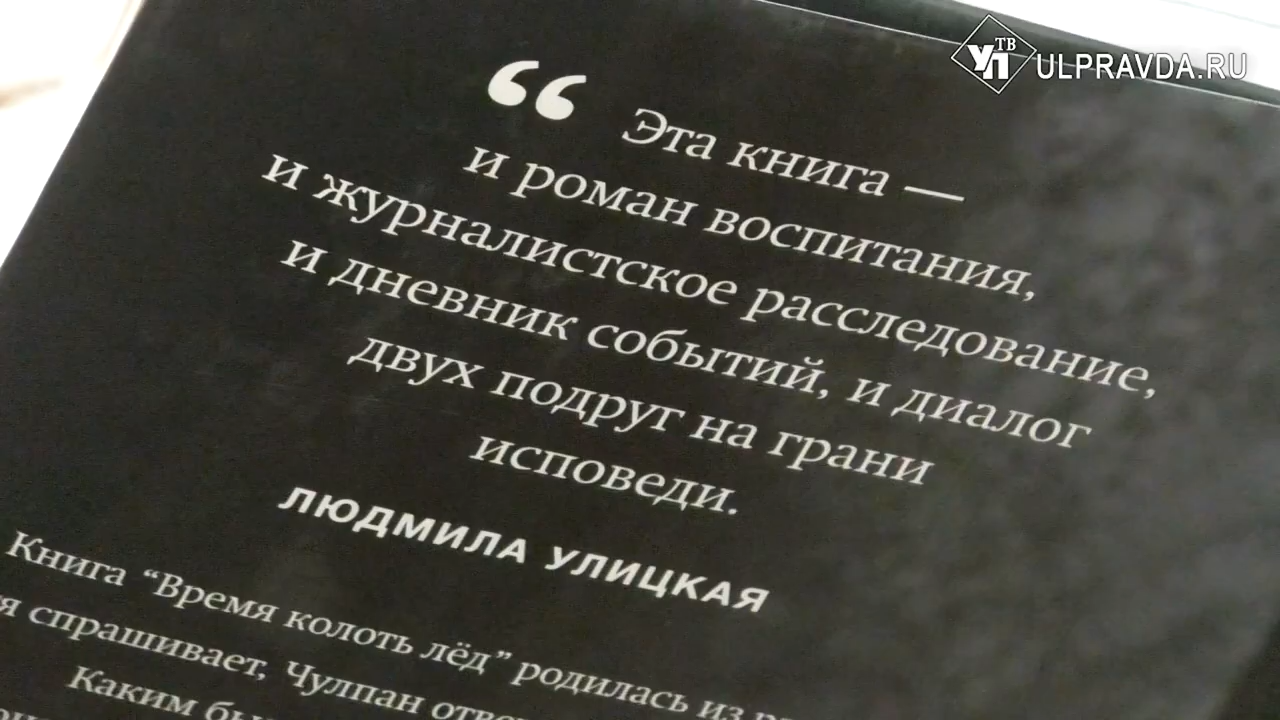 УП ТВ ULPRAVDA.RU
“ Эта книга —
и роман воспитания,
и журналистское расследование,
и дневник событий, и диалог
двух подруг на грани
исповеди.
ЛЮДМИЛА УЛИЦКАЯ
Книга “Время колоть лёд” родилась из
спрашивает, Чулпан
Каким